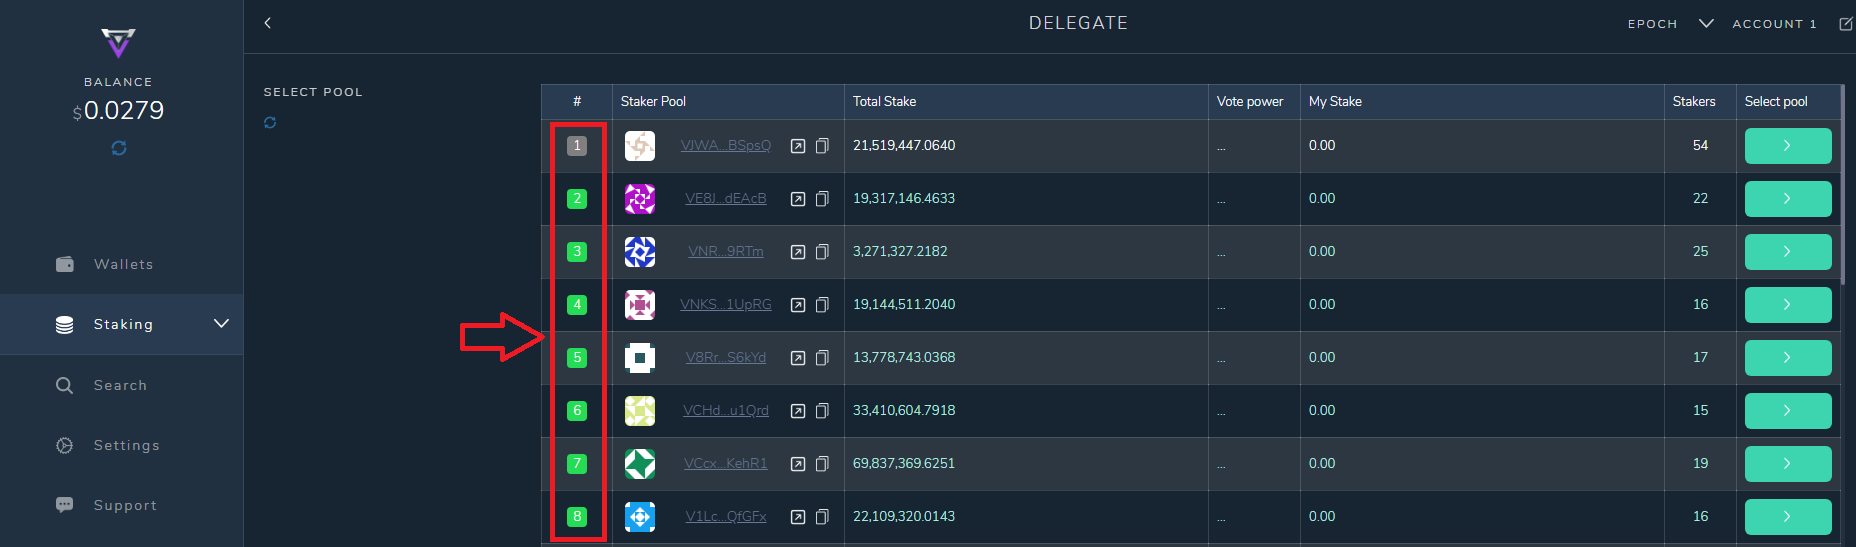 BALANCE
$0.0279
Wallets
Staking
Search
Settings
Support
DELEGATE
EPOCH
ACCOUNT 1
SELECT POOL
# Staker Pool Total Stake Vote power My Stake Stakers Select pool
1 VJWA...BSpsQ 21,519,447.0640 ... 0.00 54
2 VE8J...dEAcB 19,317,146.4633 ... 0.00 22
3 VNR...9RTm 3,271,327.2182 ... 0.00 25
4 VNKS...1UpRG 19,144,511.2040 ... 0.00 16
5 V8Rr...S6kYd 13,778,743.0368 ... 0.00 17
6 VCHd...u1Qrd 33,410,604.7918 ... 0.00 15
7 VCcx...KehR1 69,837,369.6251 ... 0.00 19
8 V1Lc...QfGFx 22,109,320.0143 ... 0.00 16